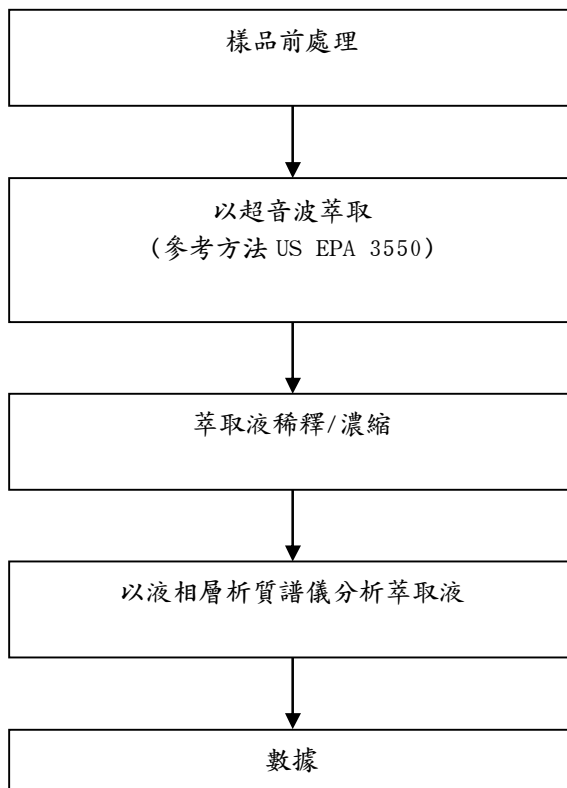 樣品前處理
以超音波萃取
(參考方法 US EPA 3550)
萃取液稀釋/濃縮
以液相層析質譜儀分析萃取液
數據